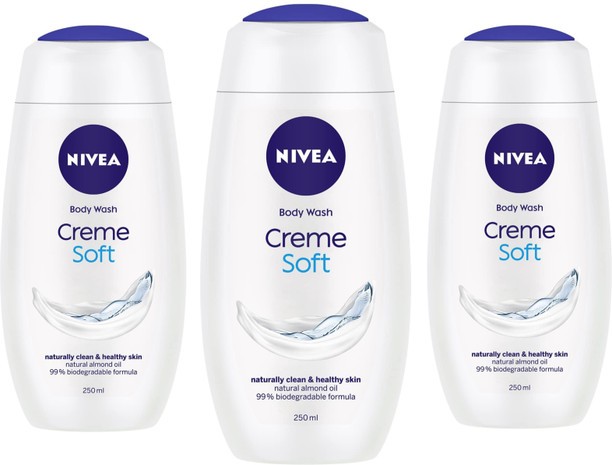 NIVEA
Body Wash
Creme
Soft
naturally clean & healthy skin
natural almond oil
99% biodegradable formula
250 ml
NIVEA
Body Wash
Creme
Soft
naturally clean & healthy skin
natural almond oil
99% biodegradable formula
250 ml
NIVEA
Body Wash
Creme
Soft
naturally clean & healthy skin
natural almond oil
99% biodegradable formula
250 ml